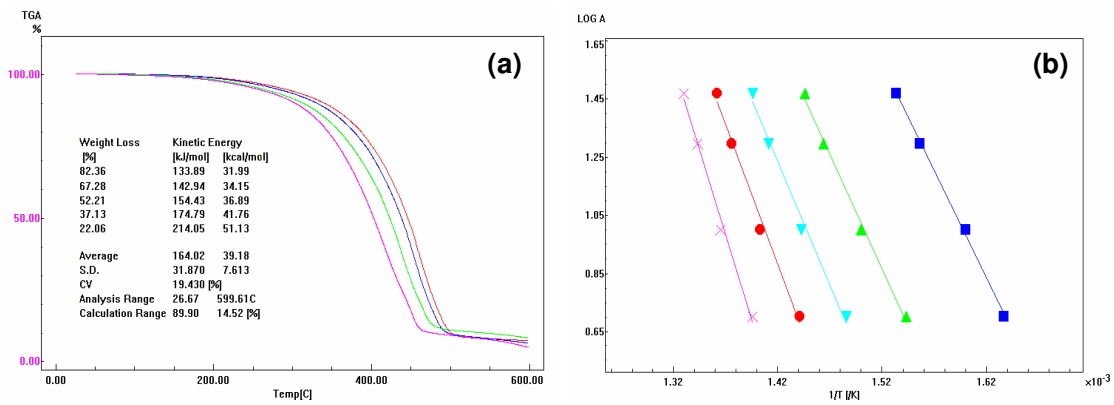 TGA
%
(a)
100.00
50.00
0.00
Weight Loss Kinetic Energy
[%] [kJ/mol] [kcal/mol]
82.36 133.89 31.99
67.28 142.94 34.15
52.21 154.43 36.89
37.13 174.79 41.76
22.06 214.05 51.13
Average 164.02 39.18
S.D. 31.870 7.613
CV 19.430 [%]
Analysis Range 26.67 599.61C
Calculation Range 89.90 14.52 [%]
0.00 200.00 400.00 600.00
Temp[C]
LOG A
(b)
1.65
1.45
1.25
1.05
0.85
0.65
1.32 1.42 1.52 1.62 ×10⁻³
1/T [/K]